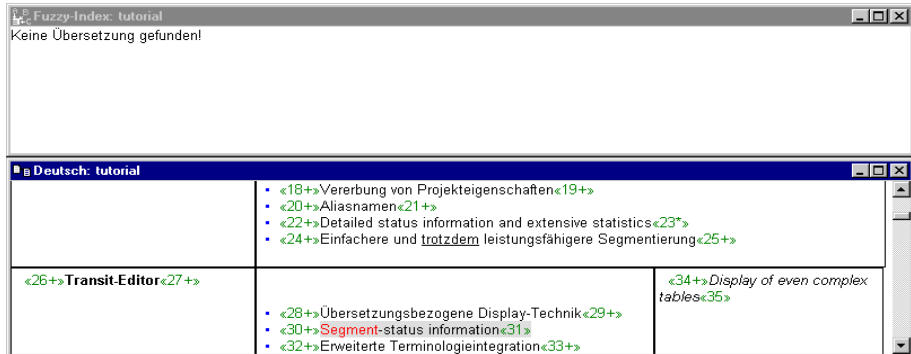 Fuzzy-Index: tutorial
Keine Übersetzung gefunden!
Deutsch: tutorial
«18+»Vererbung von Projekteigenschaften«19+»
«20+»Aliasnamen«21+»
«22+»Detailed status information and extensive statistics«23*»
«24+»Einfachere und trotzdem leistungsfähigere Segmentierung«25+»
«26+»Transit-Editor«27+»
«28+»Übersetzungsbezogene Display-Technik«29+»
«30+»Segment-status information«31»
«32+»Erweiterte Terminologieintegration«33+»
«34+»Display of even complex
tables«35»